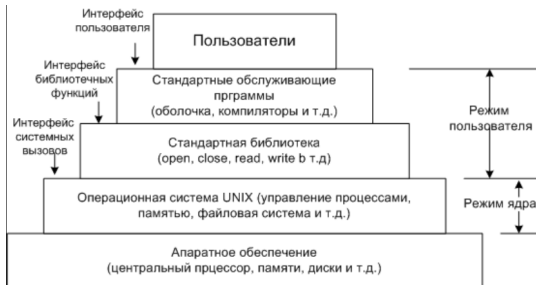 Интерфейс
пользователя
Пользователи
Интерфейс
библиотечных
функций
Стандартные обслуживающие
прграммы
(оболочка, компиляторы и т.д.)
Режим
пользователя
Интерфейс
системных
вызовов
Стандартная библиотека
(open, close, read, write b т.д)
Операционная система UNIX (управление процессами,
памятью, файловая система и т.д.)
Режим ядра
Апаратное обеспечение
(центральный прцессор, памяти, диски и т.д.)